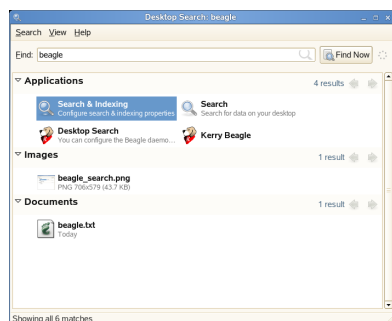 Desktop Search: beagle
Search View Help
Find: beagle Find Now
Applications 4 results
Search & Indexing
Configure search & indexing properties
Search
Search for data on your desktop
Desktop Search
You can configure the Beagle daemo...
Kerry Beagle
Images 1 result
beagle_search.png
PNG 706x579 (43.7 KB)
Documents 1 result
beagle.txt
Today
Showing all 6 matches